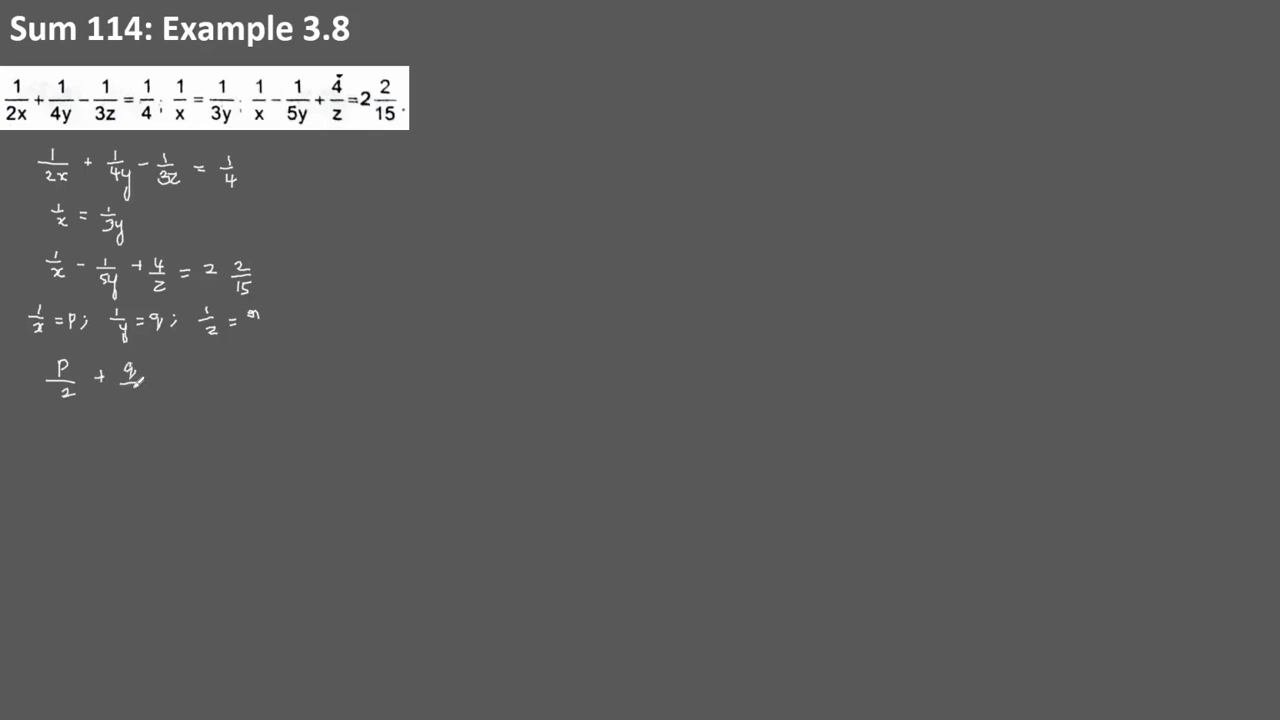 Sum 114: Example 3.8
1/2x + 1/4y - 1/3z = 1/4 ; 1/x = 1/3y ; 1/x - 1/5y + 4/z = 2 2/15 .
1/2x + 1/4y - 1/3z = 1/4
1/x = 1/3y
1/x - 1/5y + 4/z = 2 2/15
1/x = p; 1/y = q; 1/z = r
p/2 + q/